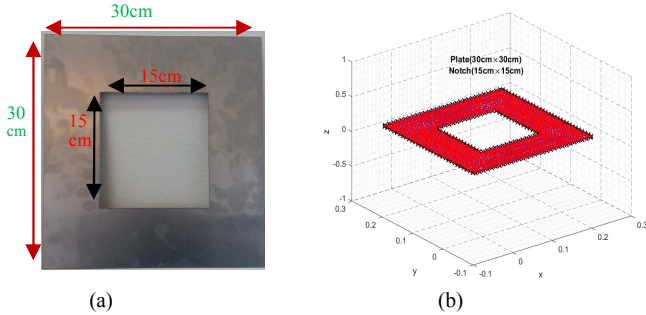 30cm
15cm
30
cm
15
cm
(a)
Plate(30cm×30cm)
Notch(15cm×15cm)
1
0.5
0
-0.5
-1
z
0.3
0.2
0.1
0
-0.1
y
-0.1
0
0.1
0.2
0.3
x
(b)